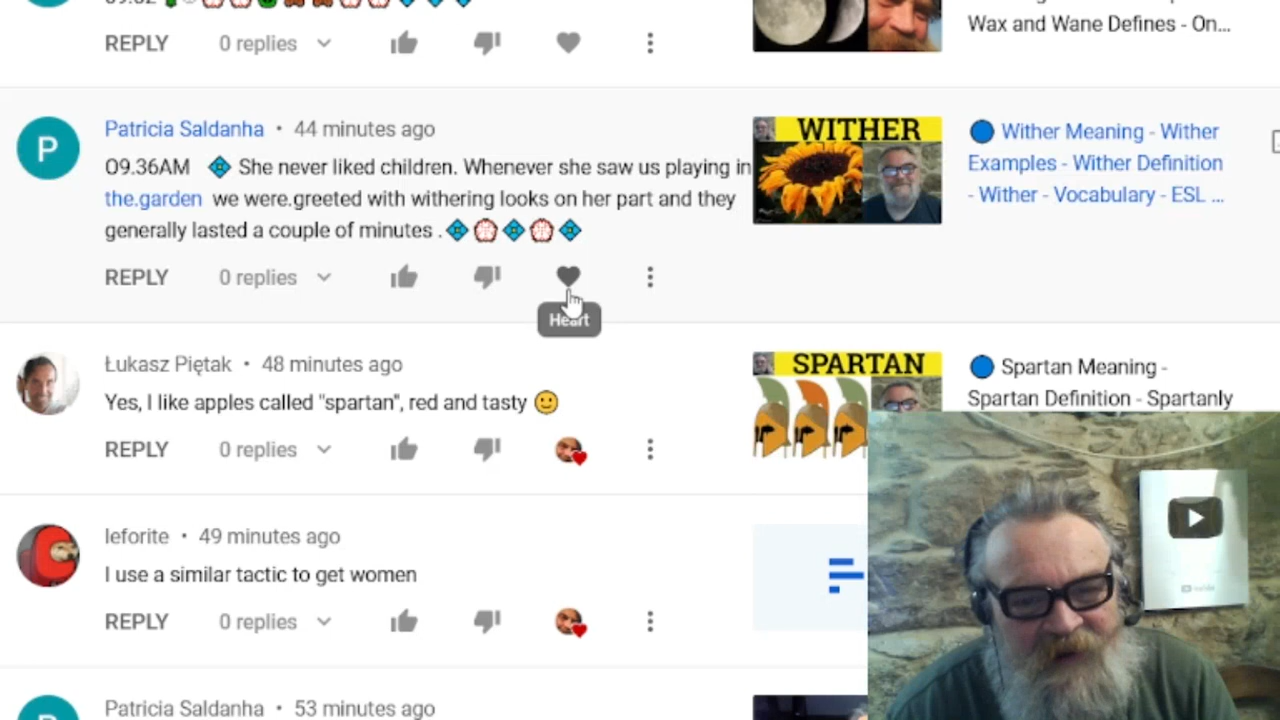 09:32
Wax and Wane Defines - On...
REPLY 0 replies
P
Patricia Saldanha • 44 minutes ago
09.36AM She never liked children. Whenever she saw us playing in
the.garden we were.greeted with withering looks on her part and they
generally lasted a couple of minutes .
REPLY 0 replies
Heart
WITHER
Wither Meaning - Wither
Examples - Wither Definition
- Wither - Vocabulary - ESL ...
Łukasz Piętak • 48 minutes ago
Yes, I like apples called "spartan", red and tasty
REPLY 0 replies
SPARTAN
Spartan Meaning -
Spartan Definition - Spartanly
leforite • 49 minutes ago
I use a similar tactic to get women
REPLY 0 replies
Patricia Saldanha • 53 minutes ago